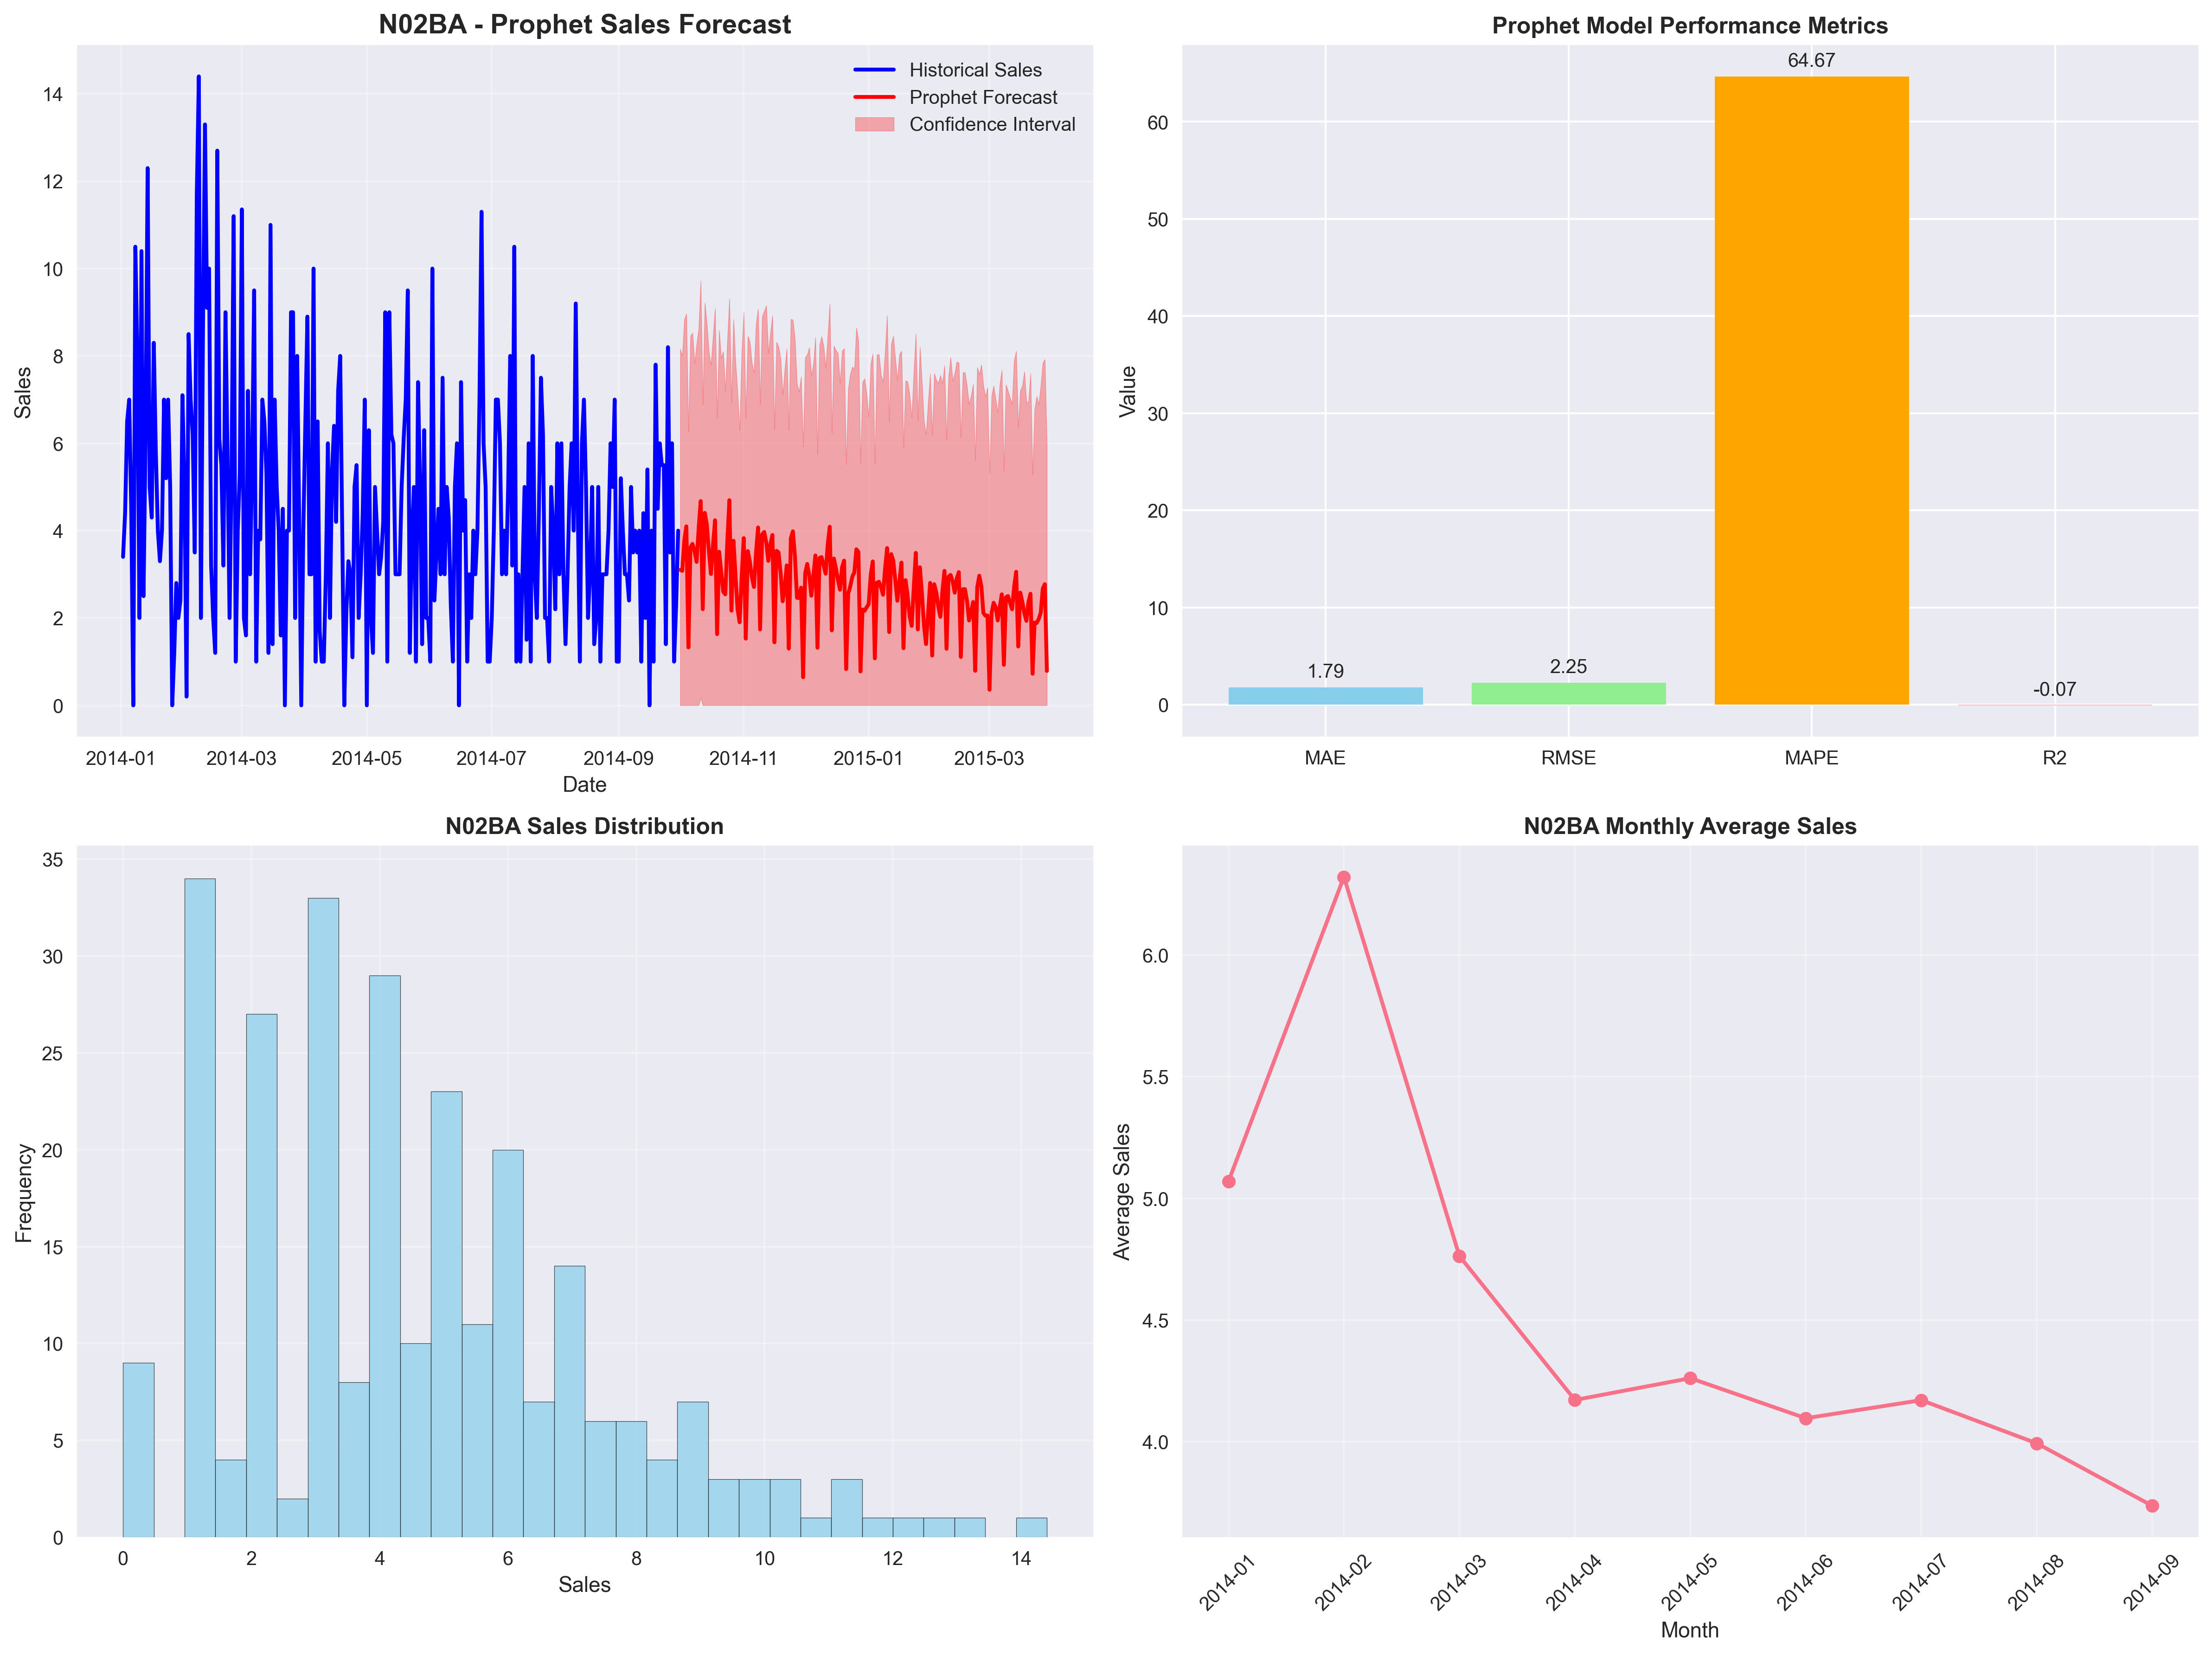 N02BA - Prophet Sales Forecast
Historical Sales
Prophet Forecast
Confidence Interval
Sales
14
12
10
8
6
4
2
0
2014-01 2014-03 2014-05 2014-07 2014-09 2014-11 2015-01 2015-03
Date
Prophet Model Performance Metrics
Value
60
50
40
30
20
10
0
1.79
2.25
64.67
-0.07
MAE RMSE MAPE R2
N02BA Sales Distribution
Frequency
35
30
25
20
15
10
5
0
0 2 4 6 8 10 12 14
Sales
N02BA Monthly Average Sales
Average Sales
6.0
5.5
5.0
4.5
4.0
2014-01 2014-02 2014-03 2014-04 2014-05 2014-06 2014-07 2014-08 2014-09
Month